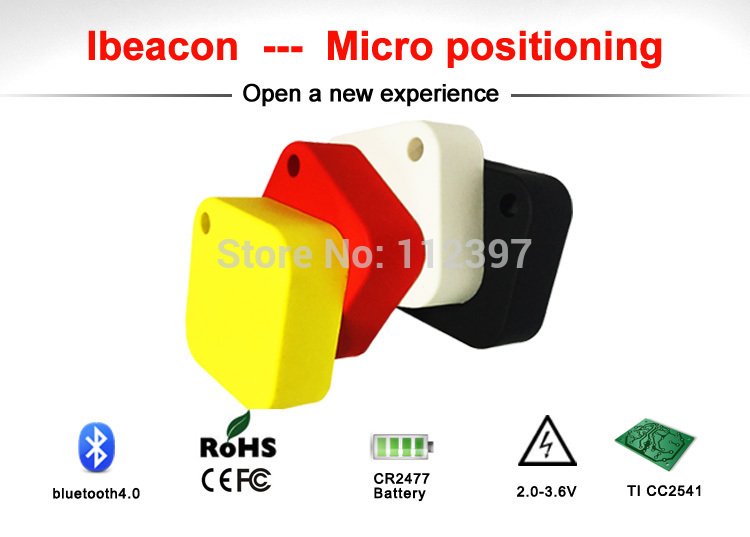 Ibeacon --- Micro positioning
Open a new experience
Store No: 112397
RoHS
CE FC
bluetooth4.0
CR2477
Battery
2.0-3.6V
TI CC2541